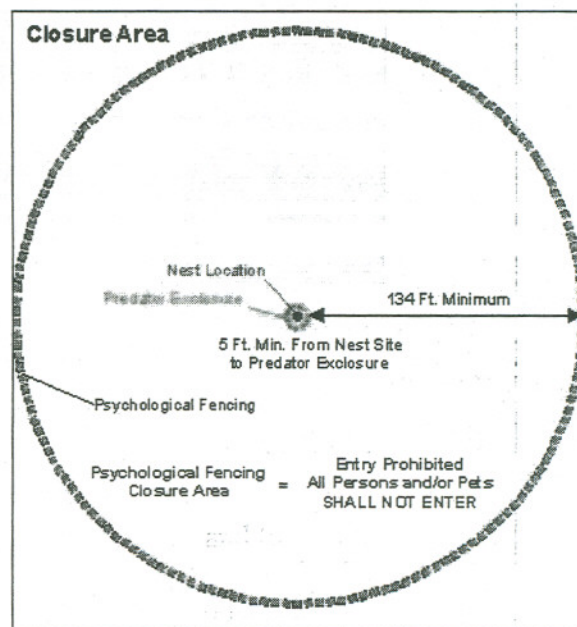 Closure Area
Nest Location
Predator Exclosure
134 Ft. Minimum
5 Ft. Min. From Nest Site
to Predator Exclosure
Psychological Fencing
Psychological Fencing
Closure Area
=
Entry Prohibited
All Persons and/or Pets
SHALL NOT ENTER